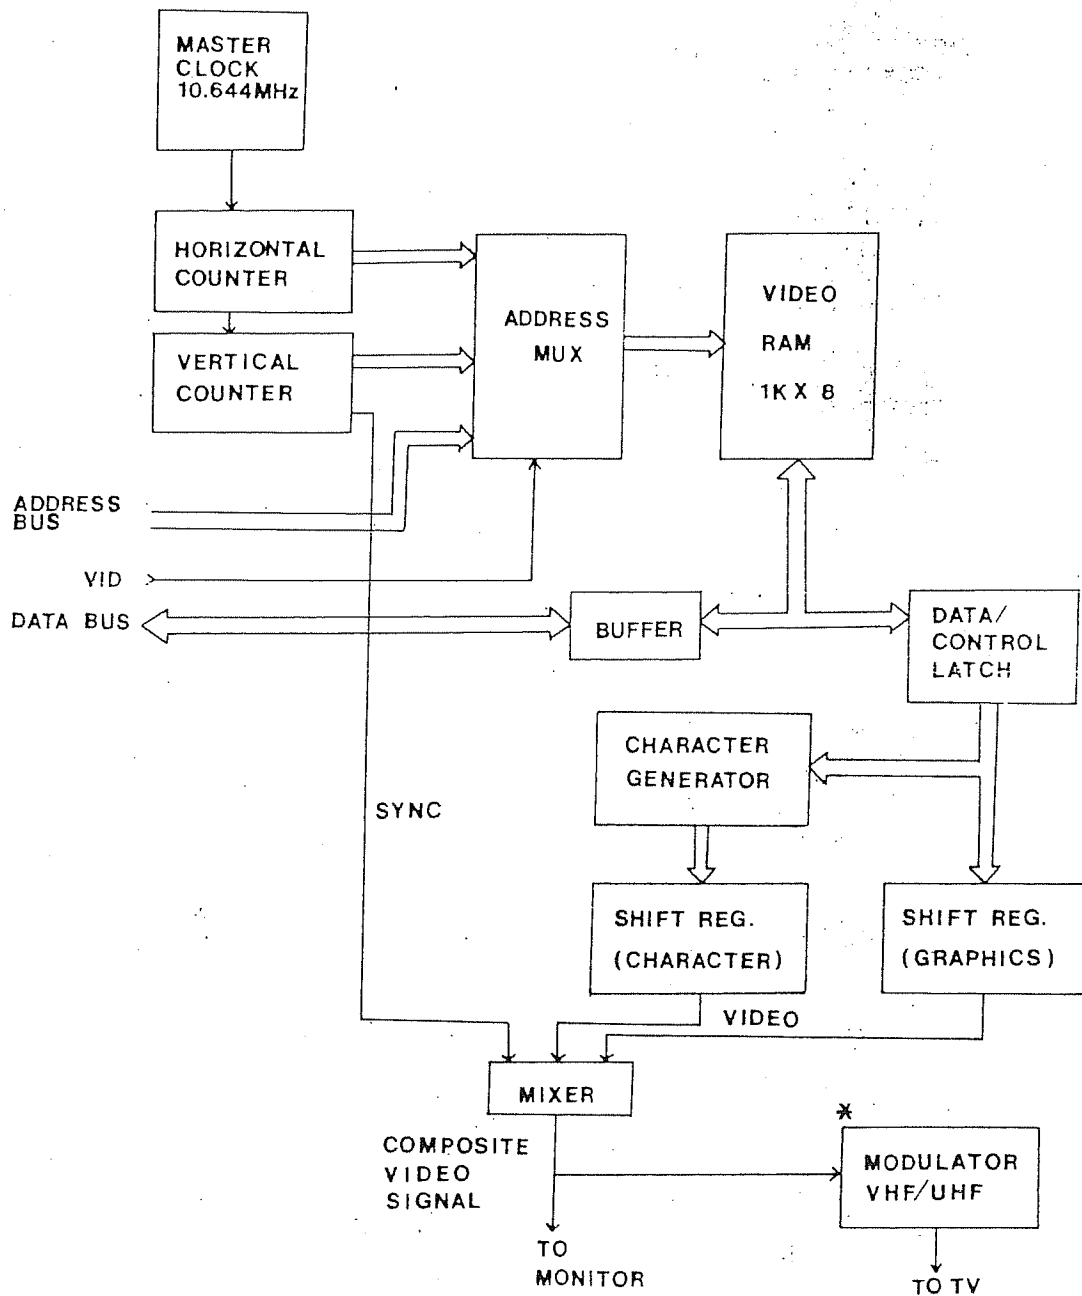 MASTER
CLOCK
10.644MHz
HORIZONTAL
COUNTER
VERTICAL
COUNTER
ADDRESS
MUX
VIDEO
RAM
1K X 8
ADDRESS
BUS
VID
DATA BUS
BUFFER
DATA/
CONTROL
LATCH
CHARACTER
GENERATOR
SYNC
SHIFT REG.
(CHARACTER)
SHIFT REG.
(GRAPHICS)
VIDEO
MIXER
*
COMPOSITE
VIDEO
SIGNAL
MODULATOR
VHF/UHF
TO
MONITOR
TO TV